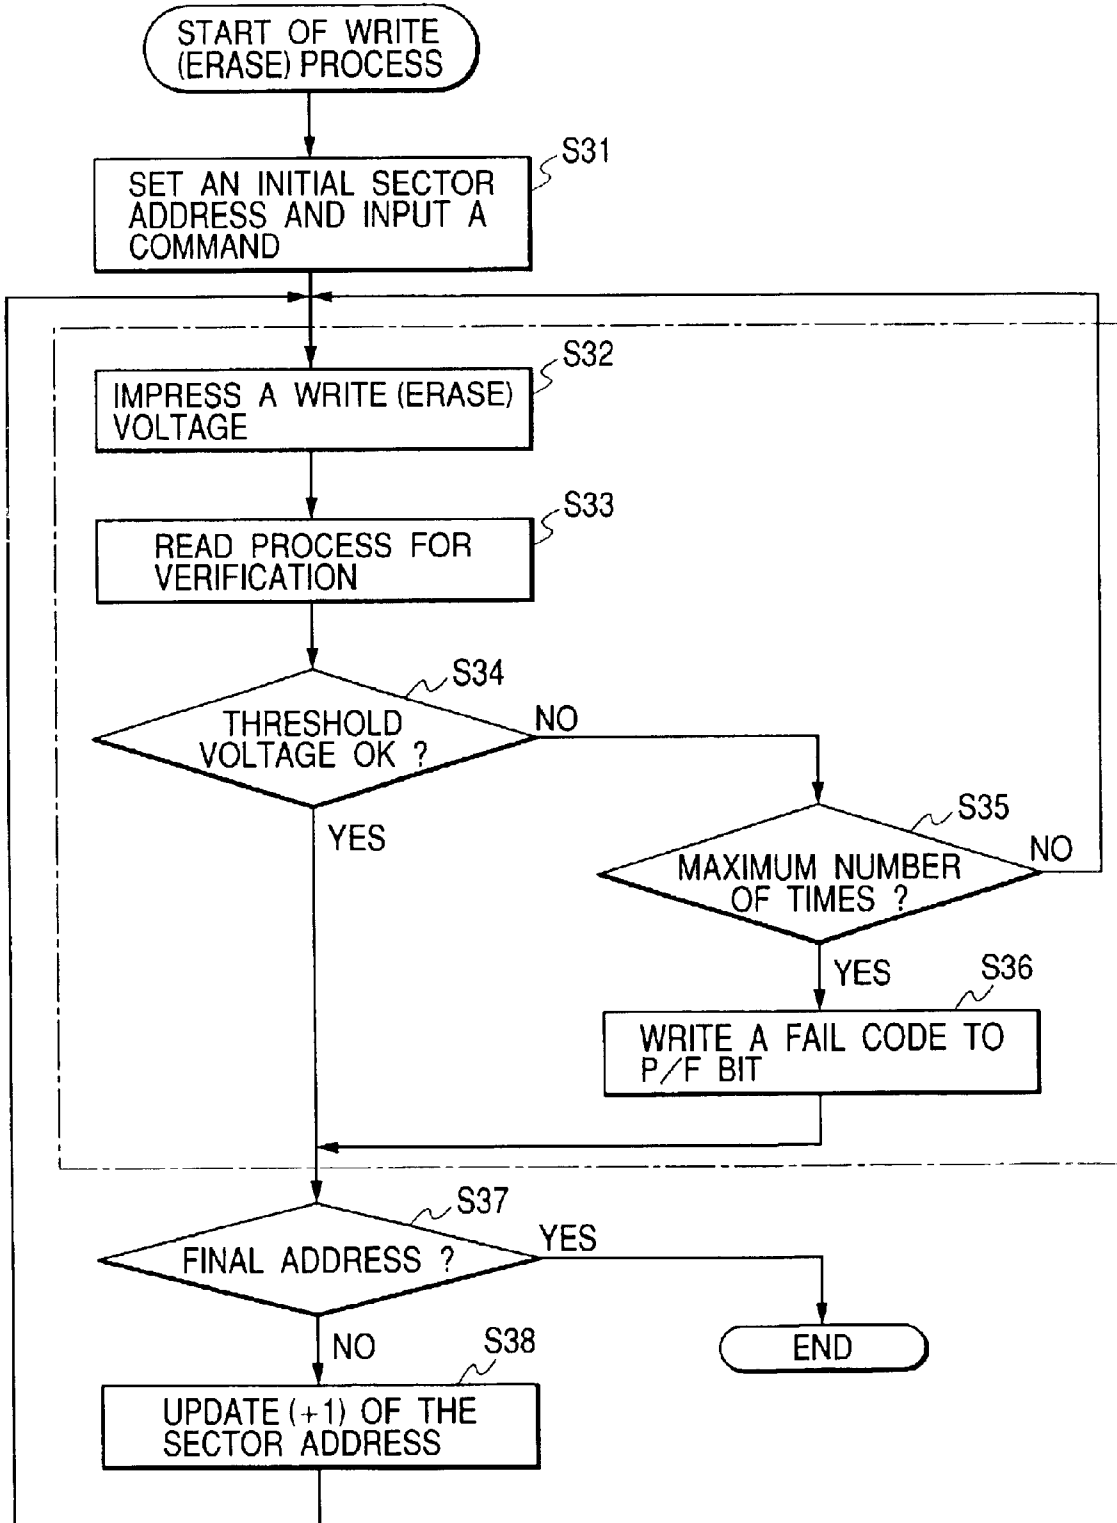 START OF WRITE
(ERASE) PROCESS
S31
SET AN INITIAL SECTOR
ADDRESS AND INPUT A
COMMAND
S32
IMPRESS A WRITE (ERASE)
VOLTAGE
S33
READ PROCESS FOR
VERIFICATION
S34
THRESHOLD
VOLTAGE OK ?
NO
YES
S35
MAXIMUM NUMBER
OF TIMES ?
NO
YES
S36
WRITE A FAIL CODE TO
P/F BIT
S37
FINAL ADDRESS ?
YES
NO
END
S38
UPDATE (+1) OF THE
SECTOR ADDRESS